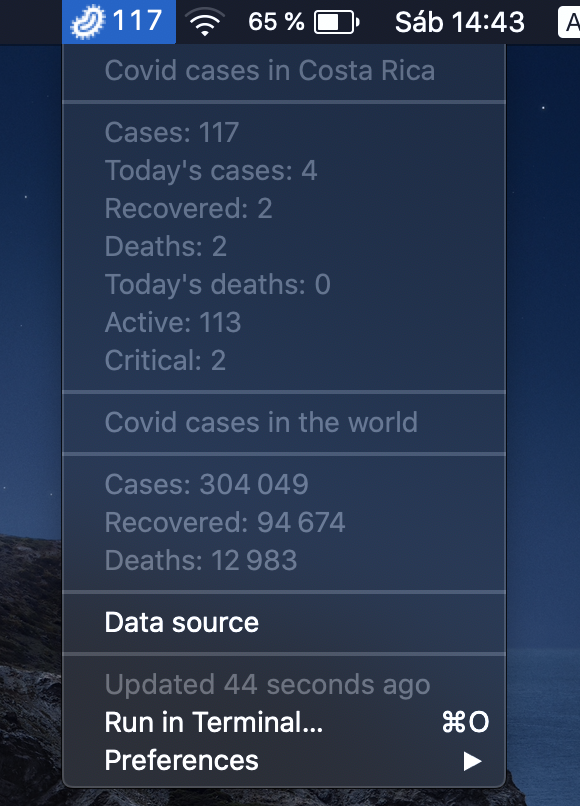 117 65 % Sáb 14:43 A
Covid cases in Costa Rica
Cases: 117
Today's cases: 4
Recovered: 2
Deaths: 2
Today's deaths: 0
Active: 113
Critical: 2
Covid cases in the world
Cases: 304 049
Recovered: 94 674
Deaths: 12 983
Data source
Updated 44 seconds ago
Run in Terminal... ⌘O
Preferences ▶